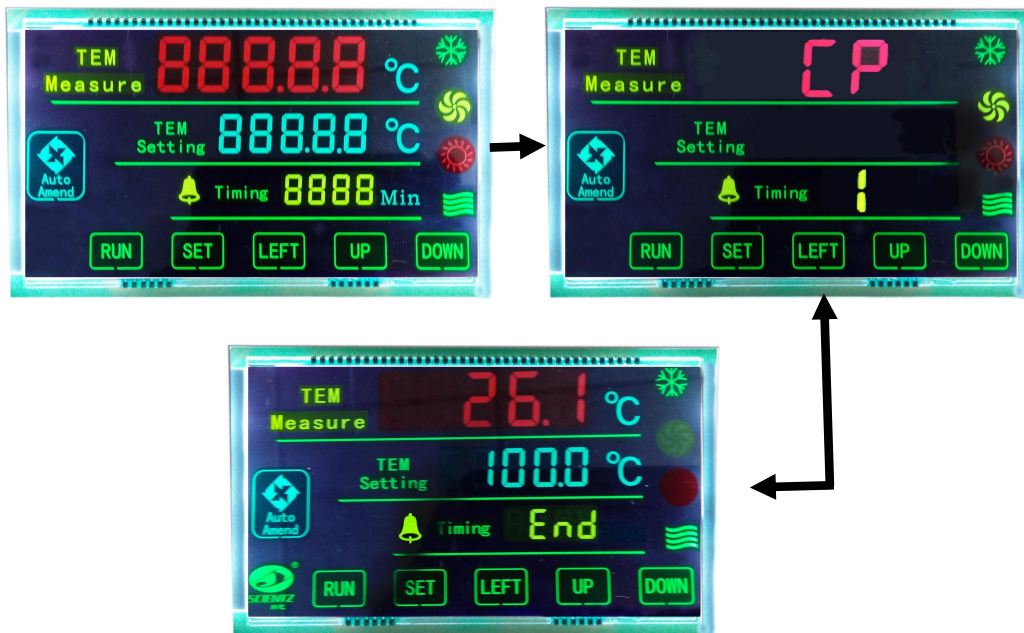 TEM
Measure
88888.8 °C
TEM
Setting
888.8.8 °C
Auto
Amend
Timing 8888 Min
RUN SET LEFT UP DOWN
TEM
Measure
CP
TEM
Setting
Auto
Amend
Timing 1
RUN SET LEFT UP DOWN
TEM
Measure
26.1 °C
TEM
Setting
100.0 °C
Auto
Amend
Timing End
SCIENTZ
RUN SET LEFT UP DOWN